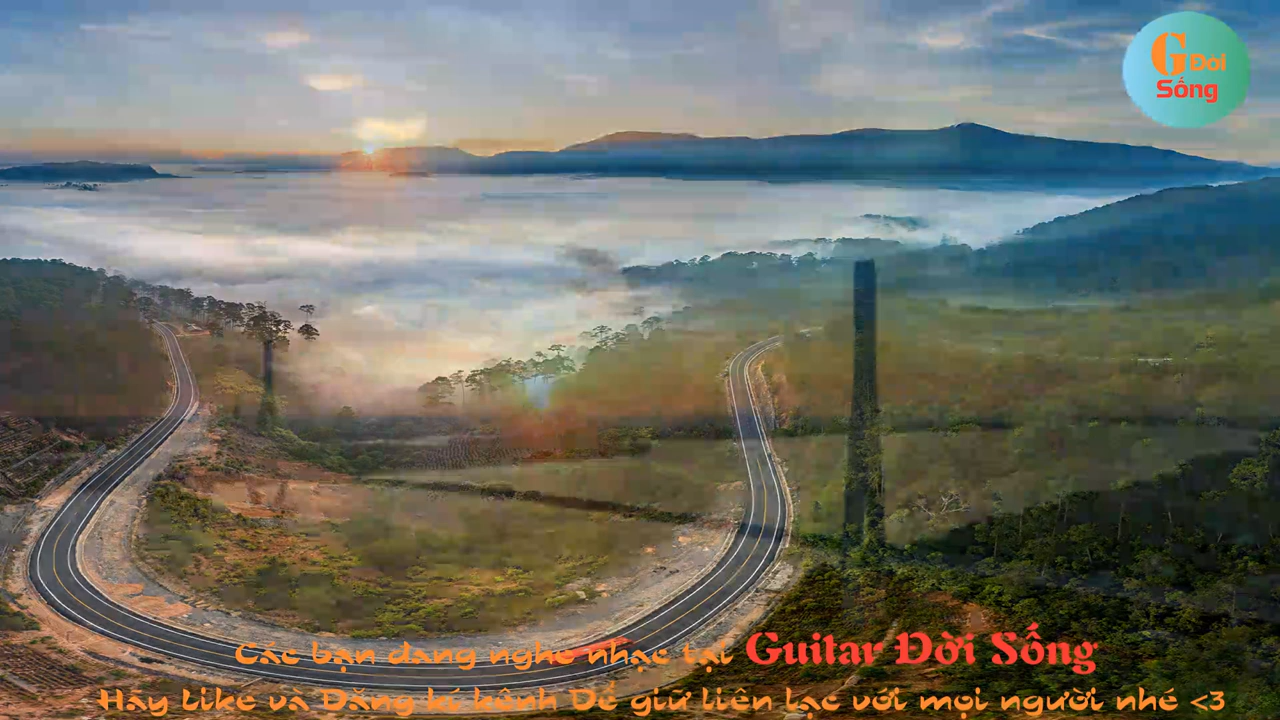 G Đời
Sống
Các bạn đang nghe nhạc tại Guitar Đời Sống
Hãy Like và Đăng kí kênh Để giữ liên lạc với mọi người nhé <3